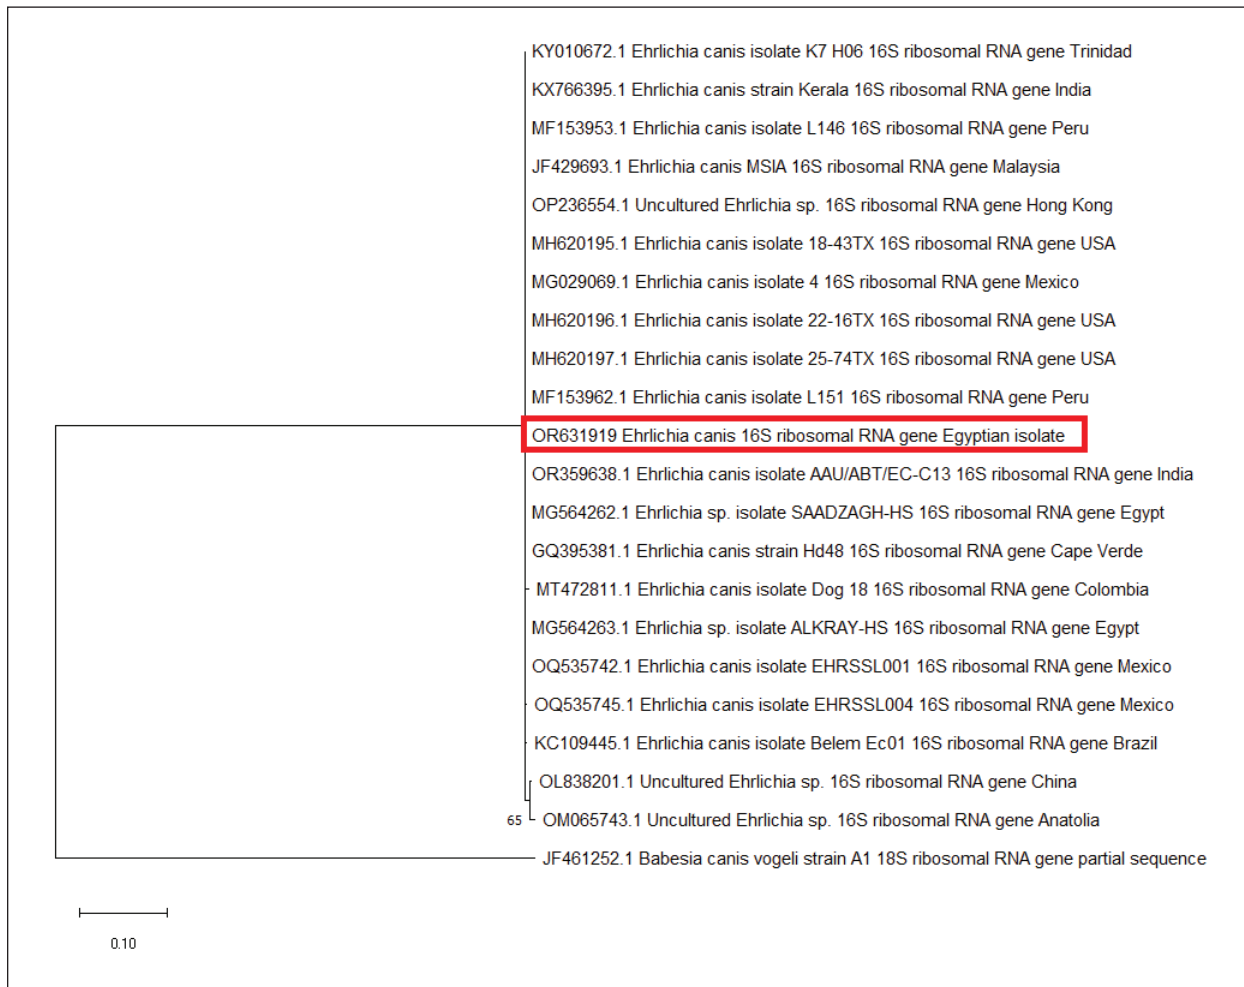 KY010672.1 Ehrlichia canis isolate K7 H06 16S ribosomal RNA gene Trinidad
KX766395.1 Ehrlichia canis strain Kerala 16S ribosomal RNA gene India
MF153953.1 Ehrlichia canis isolate L146 16S ribosomal RNA gene Peru
JF429693.1 Ehrlichia canis MSIA 16S ribosomal RNA gene Malaysia
OP236554.1 Uncultured Ehrlichia sp. 16S ribosomal RNA gene Hong Kong
MH620195.1 Ehrlichia canis isolate 18-43TX 16S ribosomal RNA gene USA
MG029069.1 Ehrlichia canis isolate 4 16S ribosomal RNA gene Mexico
MH620196.1 Ehrlichia canis isolate 22-16TX 16S ribosomal RNA gene USA
MH620197.1 Ehrlichia canis isolate 25-74TX 16S ribosomal RNA gene USA
MF153962.1 Ehrlichia canis isolate L151 16S ribosomal RNA gene Peru
OR631919 Ehrlichia canis 16S ribosomal RNA gene Egyptian isolate
OR359638.1 Ehrlichia canis isolate AAU/ABT/EC-C13 16S ribosomal RNA gene India
MG564262.1 Ehrlichia sp. isolate SAADZAGH-HS 16S ribosomal RNA gene Egypt
GQ395381.1 Ehrlichia canis strain Hd48 16S ribosomal RNA gene Cape Verde
MT472811.1 Ehrlichia canis isolate Dog 18 16S ribosomal RNA gene Colombia
MG564263.1 Ehrlichia sp. isolate ALKRAY-HS 16S ribosomal RNA gene Egypt
OQ535742.1 Ehrlichia canis isolate EHRSSL001 16S ribosomal RNA gene Mexico
OQ535745.1 Ehrlichia canis isolate EHRSSL004 16S ribosomal RNA gene Mexico
KC109445.1 Ehrlichia canis isolate Belem Ec01 16S ribosomal RNA gene Brazil
OL838201.1 Uncultured Ehrlichia sp. 16S ribosomal RNA gene China
65 OM065743.1 Uncultured Ehrlichia sp. 16S ribosomal RNA gene Anatolia
JF461252.1 Babesia canis vogeli strain A1 18S ribosomal RNA gene partial sequence
0.10